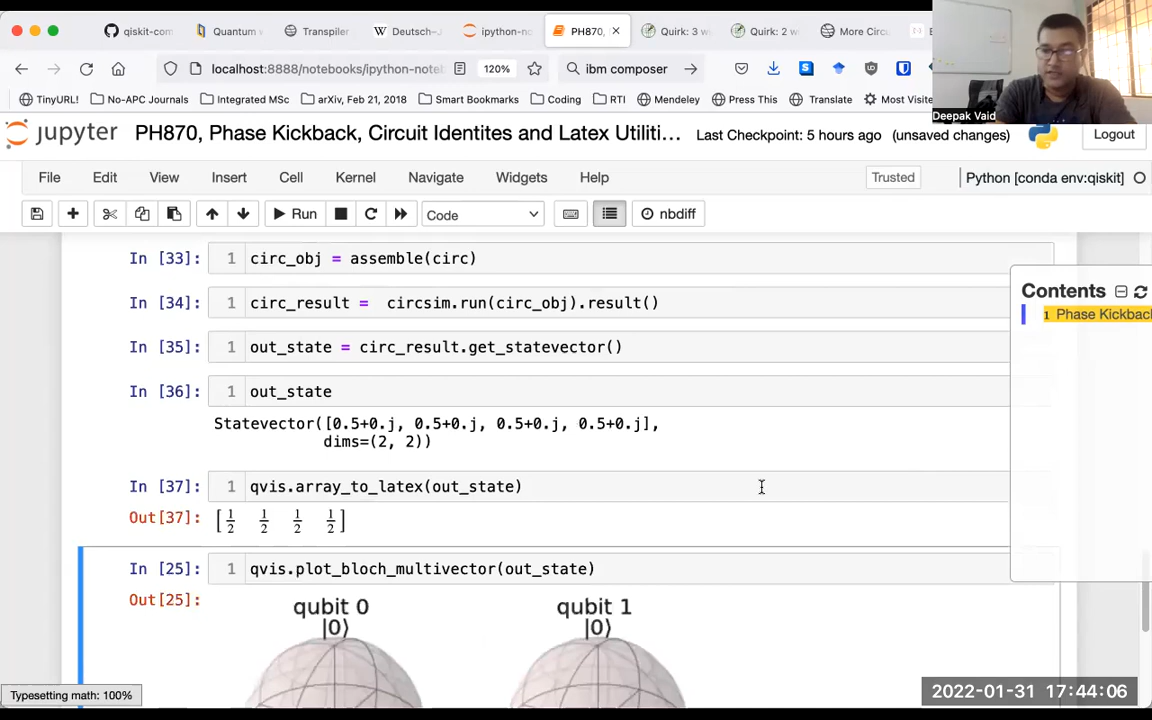 qiskit-com
Quantum v
Transpiler
Deutsch-J
ipython-no
PH870,
Quirk: 3 w
Quirk: 2 w
More Circ
localhost:8888/notebooks/ipython-note
120%
ibm composer
TinyURL!
No-APC Journals
Integrated MSc
arXiv, Feb 21, 2018
Smart Bookmarks
Coding
RTI
Mendeley
Press This
Translate
Most Visite
Deepak Vaid
jupyter
PH870, Phase Kickback, Circuit Identites and Latex Utiliti...
Last Checkpoint: 5 hours ago
(unsaved changes)
Logout
File
Edit
View
Insert
Cell
Kernel
Navigate
Widgets
Help
Trusted
Python [conda env:qiskit]
Run
Code
nbdiff
In [33]:
1 circ_obj = assemble(circ)
In [34]:
1 circ_result = circsim.run(circ_obj).result()
In [35]:
1 out_state = circ_result.get_statevector()
In [36]:
1 out_state
Statevector([0.5+0.j, 0.5+0.j, 0.5+0.j, 0.5+0.j],
dims=(2, 2))
In [37]:
1 qvis.array_to_latex(out_state)
Out[37]:
[1/2 1/2 1/2 1/2]
In [25]:
1 qvis.plot_bloch_multivector(out_state)
Out[25]:
qubit 0
|0⟩
qubit 1
|0⟩
Contents
1 Phase Kickback
Typesetting math: 100%
2022-01-31 17:44:06